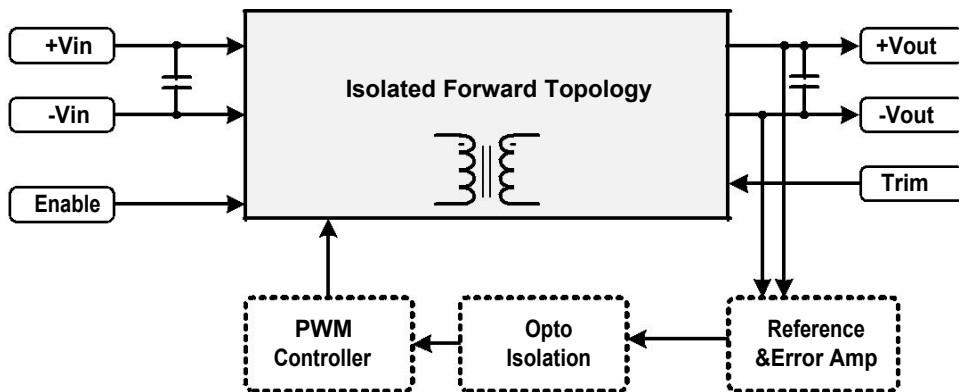 +Vin
+Vout
Isolated Forward Topology
-Vin
-Vout
Enable
Trim
PWM
Controller
Opto
Isolation
Reference
&Error Amp